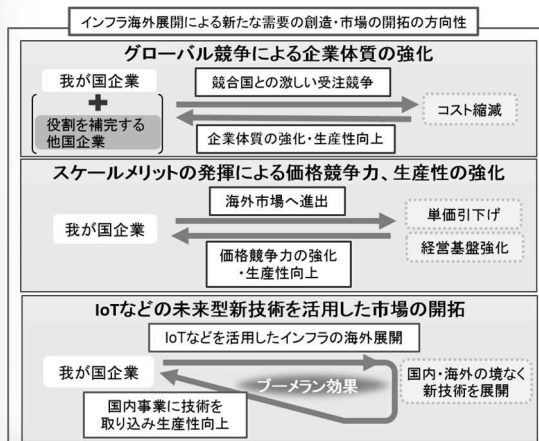 インフラ海外展開による新たな需要の創造・市場の開拓の方向性
グローバル競争による企業体質の強化
我が国企業
競合国との激しい受注競争
役割を補完する
他国企業
コスト縮減
企業体質の強化・生産性向上
スケールメリットの発揮による価格競争力、生産性の強化
海外市場へ進出
我が国企業
単価引下げ
経営基盤強化
価格競争力の強化
・生産性向上
IoTなどの未来型新技術を活用した市場の開拓
IoTなどを活用したインフラの海外展開
我が国企業
ブーメラン効果
国内・海外の境なく
新技術を展開
国内事業に技術を
取り込み生産性向上